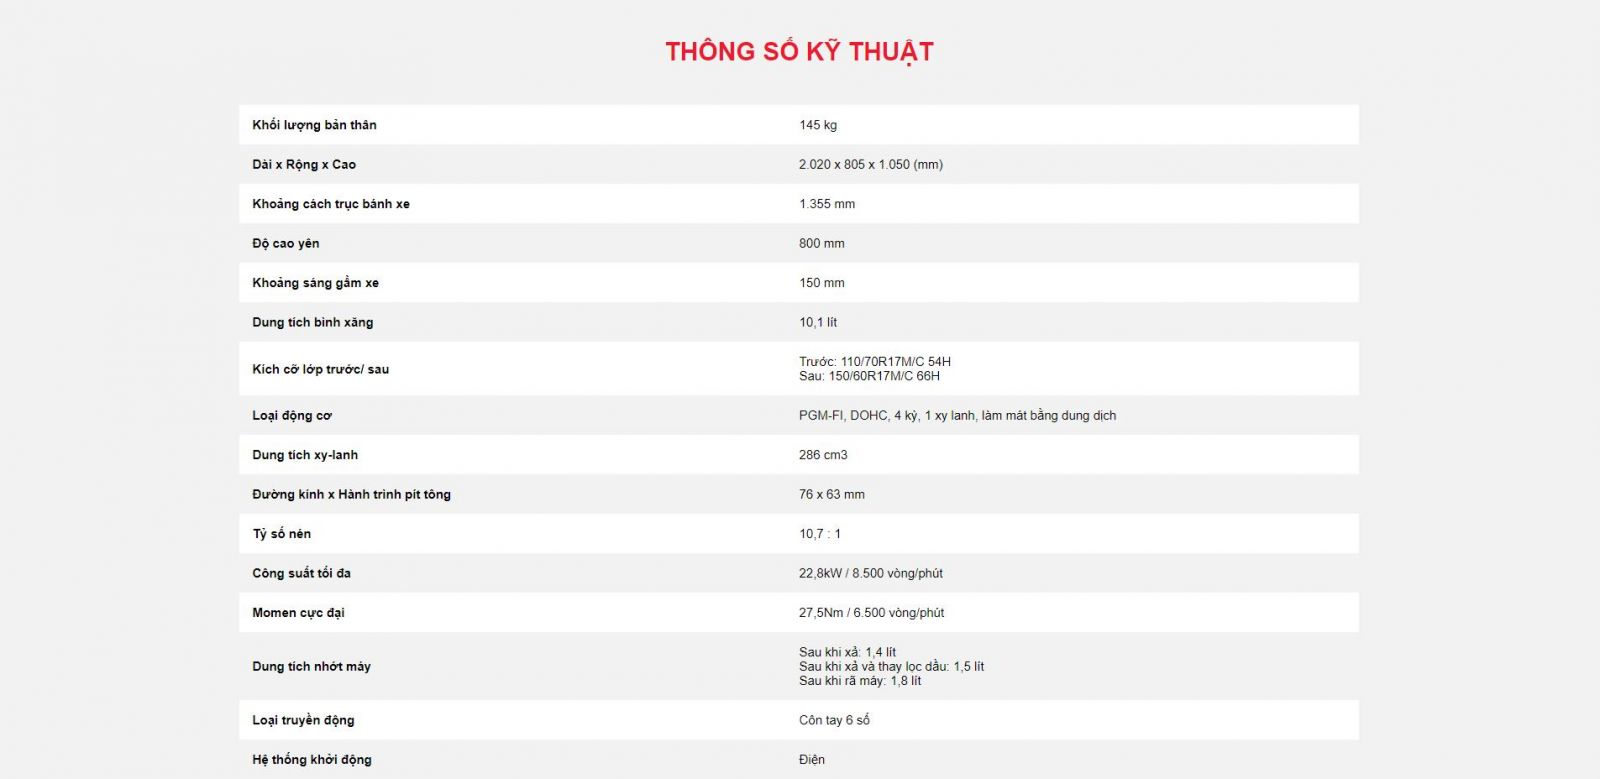 THÔNG SỐ KỸ THUẬT
Khối lượng bản thân 145 kg
Dài x Rộng x Cao 2.020 x 805 x 1.050 (mm)
Khoảng cách trục bánh xe 1.355 mm
Độ cao yên 800 mm
Khoảng sáng gầm xe 150 mm
Dung tích bình xăng 10,1 lít
Kích cỡ lớp trước/ sau
Trước: 110/70R17M/C 54H
Sau: 150/60R17M/C 66H
Loại động cơ PGM-FI, DOHC, 4 kỳ, 1 xy lanh, làm mát bằng dung dịch
Dung tích xy-lanh 286 cm3
Đường kính x Hành trình pít tông 76 x 63 mm
Tỷ số nén 10,7 : 1
Công suất tối đa 22,8kW / 8.500 vòng/phút
Momen cực đại 27,5Nm / 6.500 vòng/phút
Dung tích nhớt máy
Sau khi xả: 1,4 lít
Sau khi xả và thay lọc dầu: 1,5 lít
Sau khi rã máy: 1,8 lít
Loại truyền động Côn tay 6 số
Hệ thống khởi động Điện